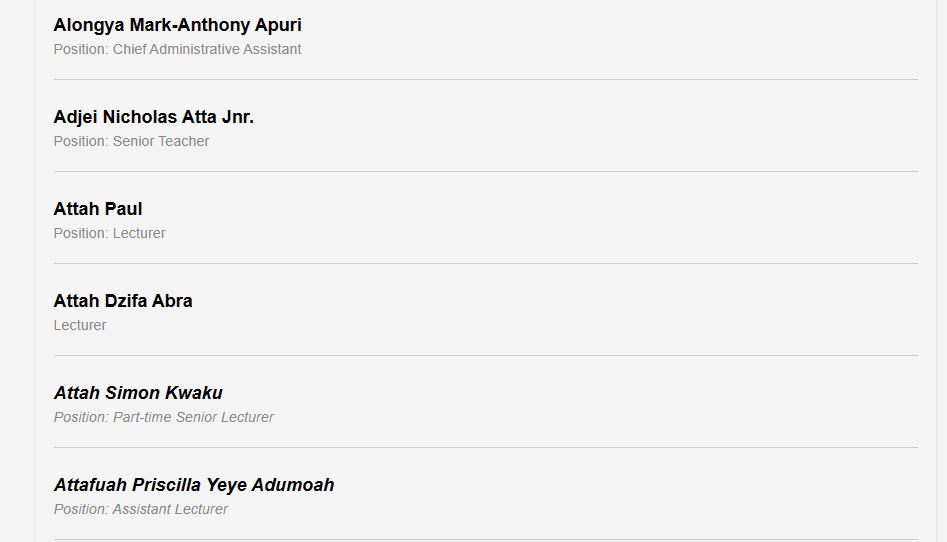 Alongya Mark-Anthony Apuri
Position: Chief Administrative Assistant
Adjei Nicholas Atta Jnr.
Position: Senior Teacher
Attah Paul
Position: Lecturer
Attah Dzifa Abra
Lecturer
Attah Simon Kwaku
Position: Part-time Senior Lecturer
Attafuah Priscilla Yeye Adumoah
Position: Assistant Lecturer